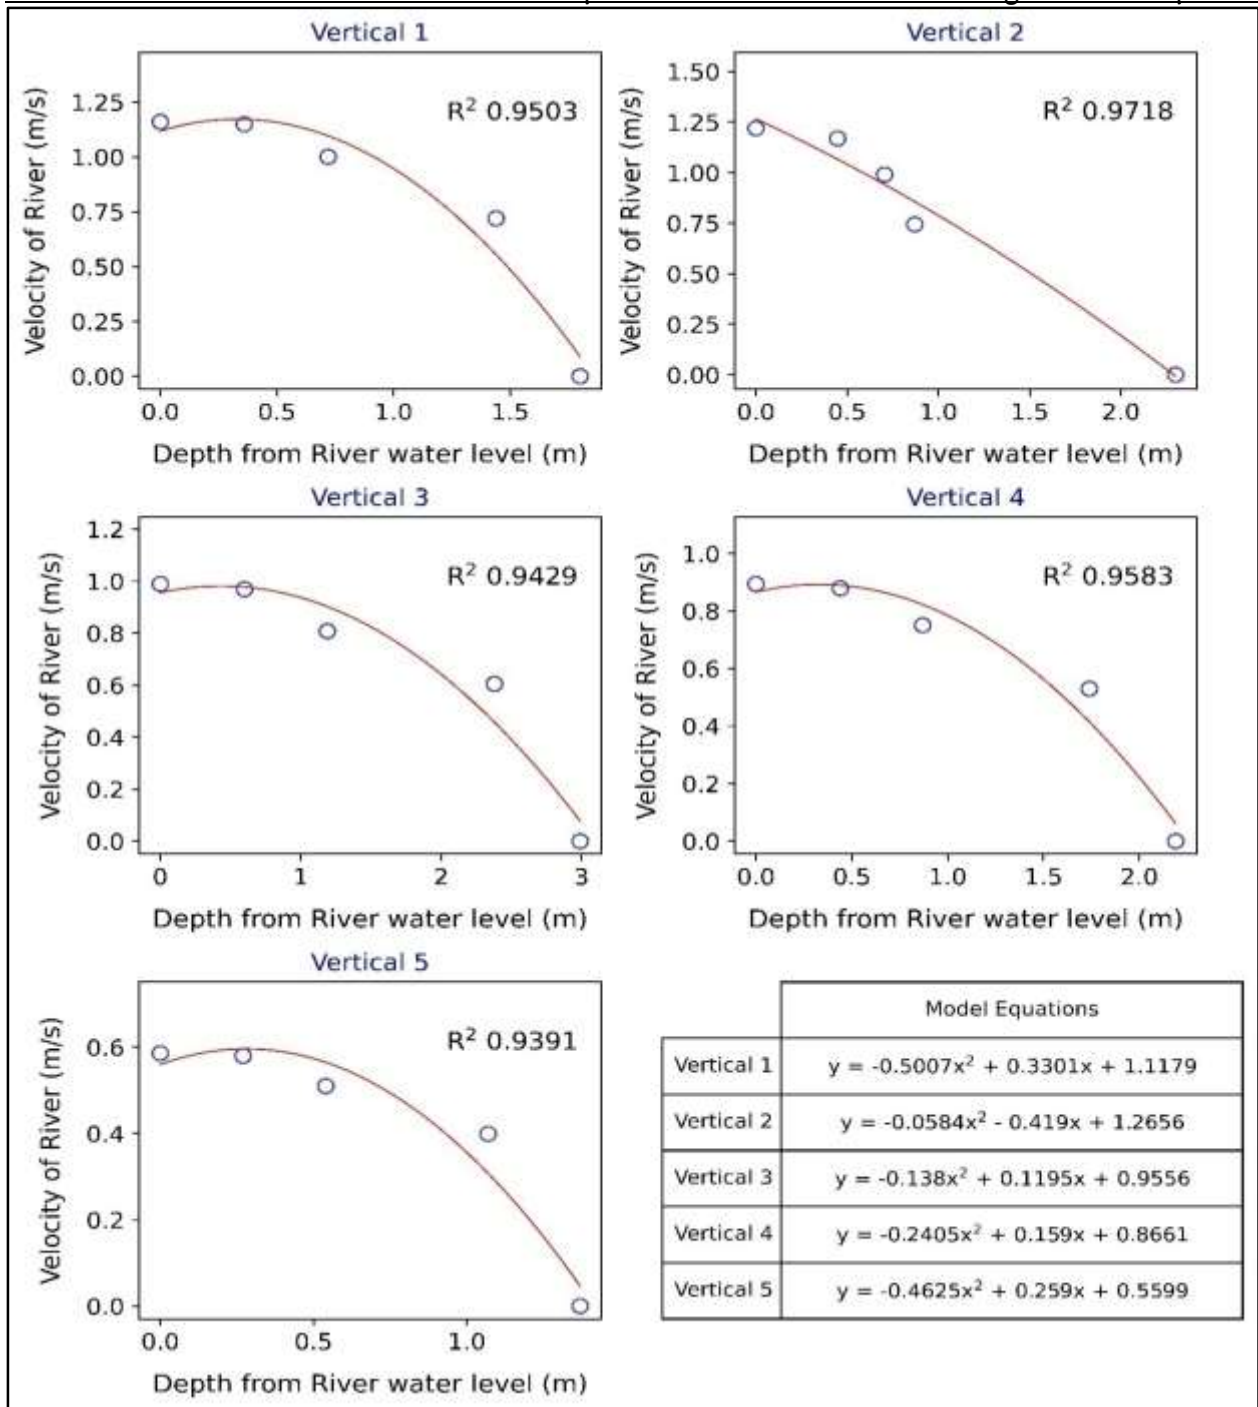 Vertical 1
R² 0.9503
1.25
1.00
0.75
0.50
0.25
0.00
0.0 0.5 1.0 1.5
Velocity of River (m/s)
Depth from River water level (m)
Vertical 2
R² 0.9718
1.50
1.25
1.00
0.75
0.50
0.25
0.00
0.0 0.5 1.0 1.5 2.0
Velocity of River (m/s)
Depth from River water level (m)
Vertical 3
R² 0.9429
1.2
1.0
0.8
0.6
0.4
0.2
0.0
0 1 2 3
Velocity of River (m/s)
Depth from River water level (m)
Vertical 4
R² 0.9583
1.0
0.8
0.6
0.4
0.2
0.0
0.0 0.5 1.0 1.5 2.0
Velocity of River (m/s)
Depth from River water level (m)
Vertical 5
R² 0.9391
0.6
0.4
0.2
0.0
0.0 0.5 1.0
Velocity of River (m/s)
Depth from River water level (m)
Model Equations
Vertical 1 y = -0.5007x² + 0.3301x + 1.1179
Vertical 2 y = -0.0584x² - 0.419x + 1.2656
Vertical 3 y = -0.138x² + 0.1195x + 0.9556
Vertical 4 y = -0.2405x² + 0.159x + 0.8661
Vertical 5 y = -0.4625x² + 0.259x + 0.5599